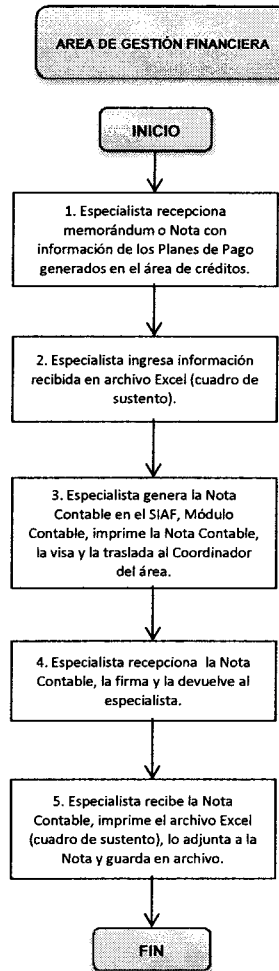 AREA DE GESTIÓN FINANCIERA
INICIO
1. Especialista recepciona
memorándum o Nota con
información de los Planes de Pago
generados en el área de créditos.
2. Especialista ingresa información
recibida en archivo Excel (cuadro de
sustento).
3. Especialista genera la Nota
Contable en el SIAF, Módulo
Contable, imprime la Nota Contable,
la visa y la traslada al Coordinador
del área.
4. Especialista recepciona la Nota
Contable, la firma y la devuelve al
especialista.
5. Especialista recibe la Nota
Contable, imprime el archivo Excel
(cuadro de sustento), lo adjunta a la
Nota y guarda en archivo.
FIN